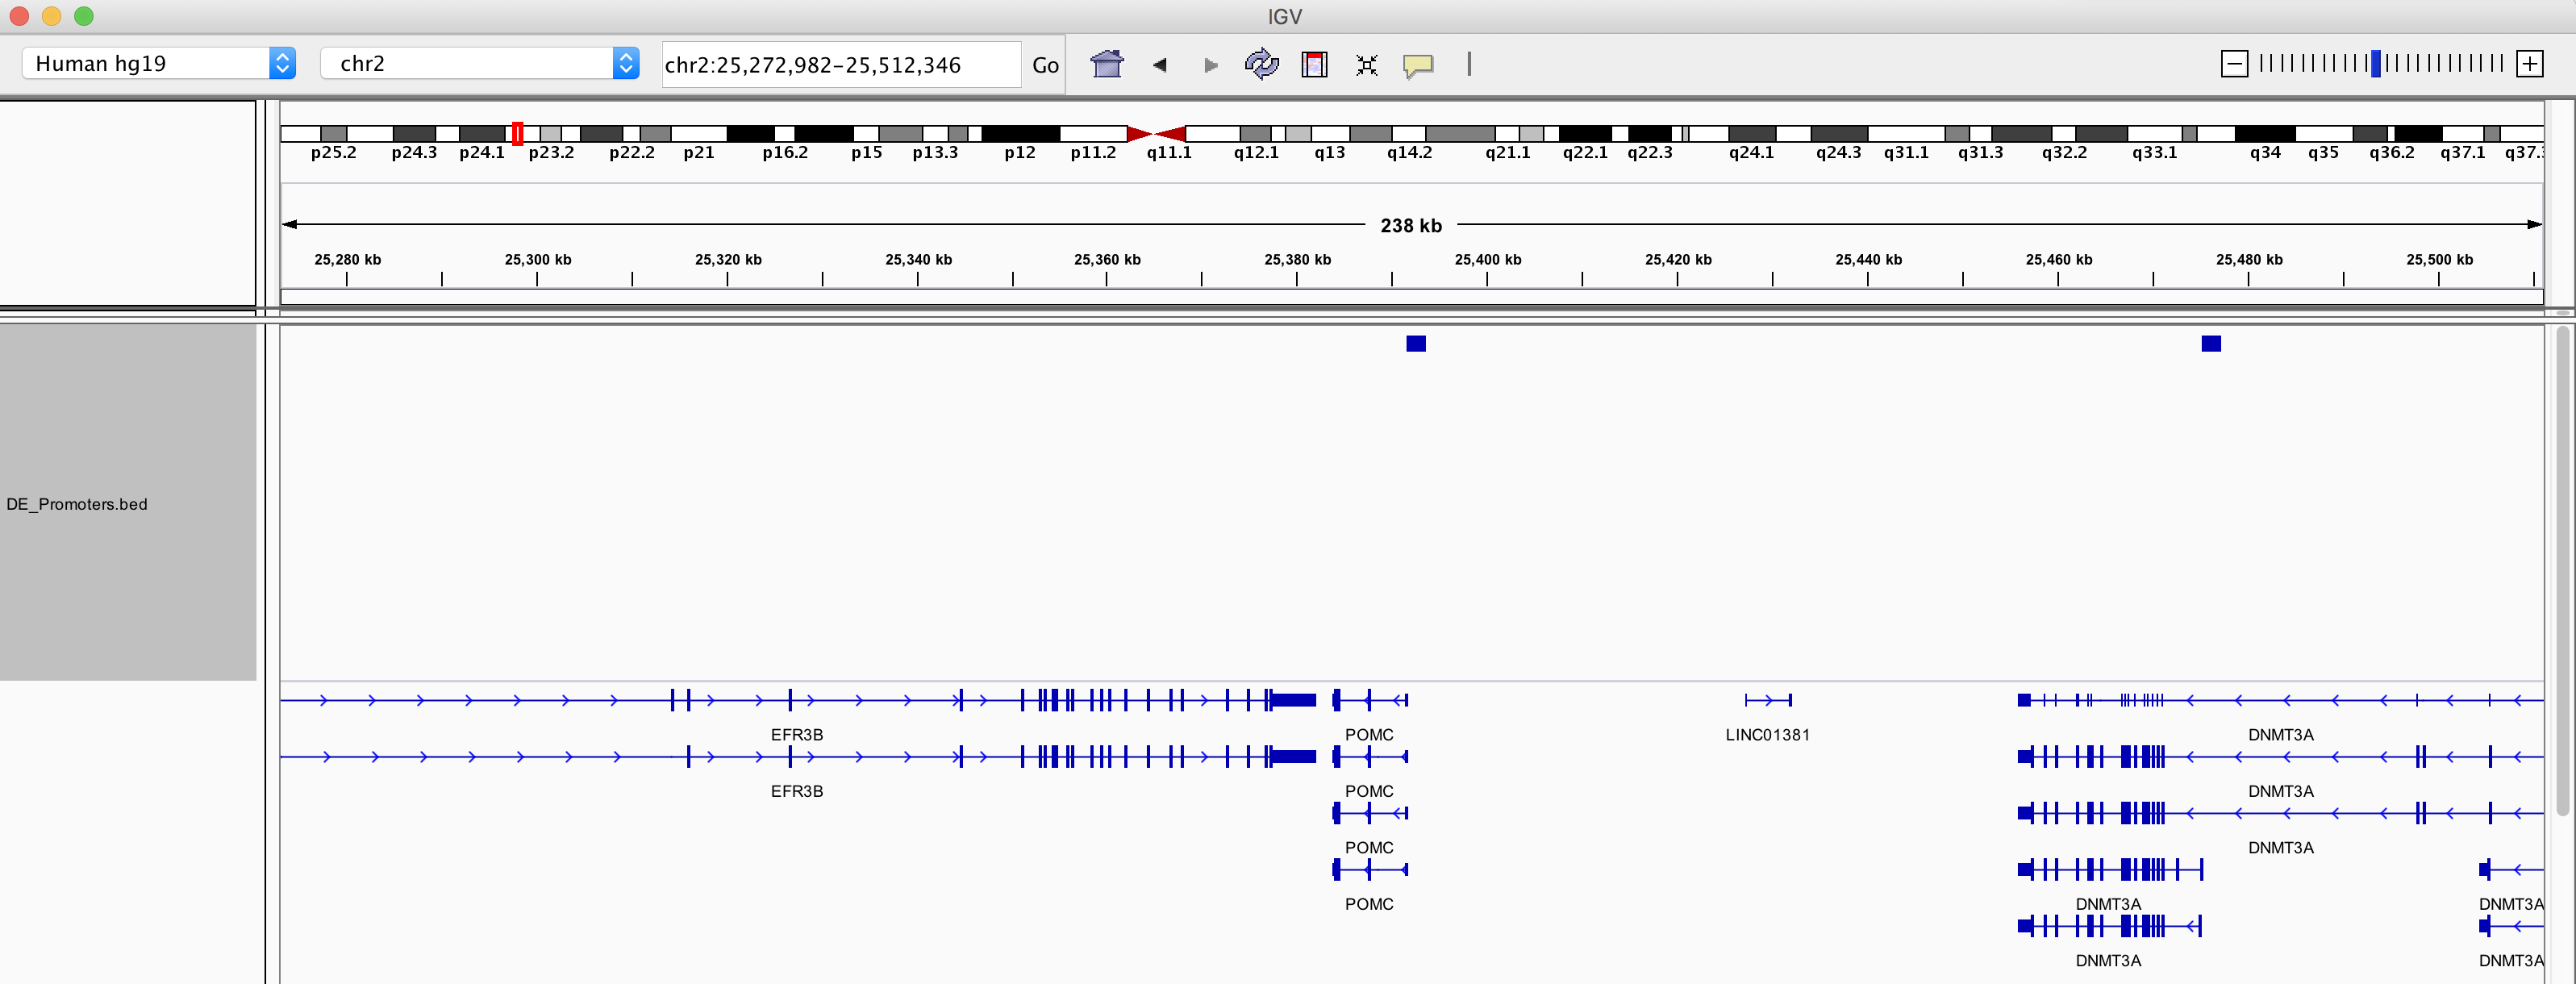 IGV
Human hg19 chr2 chr2:25,272,982-25,512,346 Go
p25.2 p24.3 p24.1 p23.2 p22.2 p21 p16.2 p15 p13.3 p12 p11.2 q11.1 q12.1 q13 q14.2 q21.1 q22.1 q22.3 q24.1 q24.3 q31.1 q31.3 q32.2 q33.1 q34 q35 q36.2 q37.1 q37.
238 kb
25,280 kb 25,300 kb 25,320 kb 25,340 kb 25,360 kb 25,380 kb 25,400 kb 25,420 kb 25,440 kb 25,460 kb 25,480 kb 25,500 kb
DE_Promoters.bed
EFR3B POMC LINC01381 DNMT3A
EFR3B POMC DNMT3A
POMC DNMT3A
POMC DNMT3A DNMT3A
DNMT3A DNMT3A